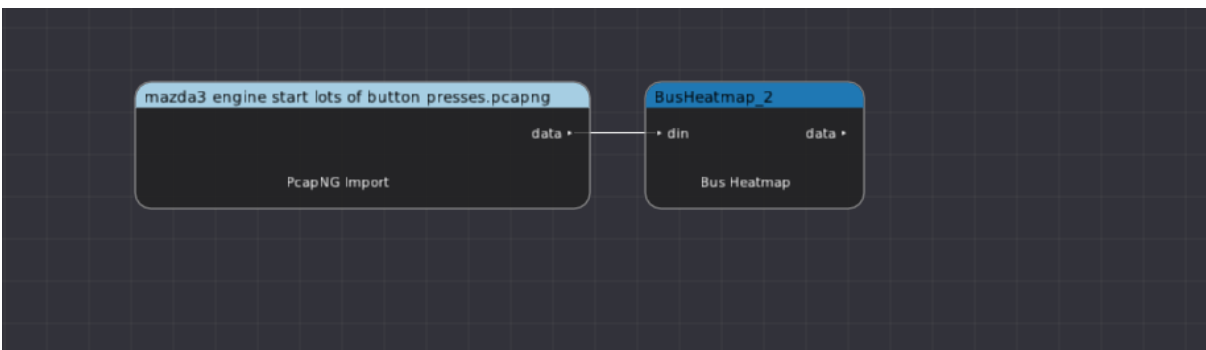 mazda3 engine start lots of button presses.pcapng
data
PcapNG Import
BusHeatmap_2
din
data
Bus Heatmap